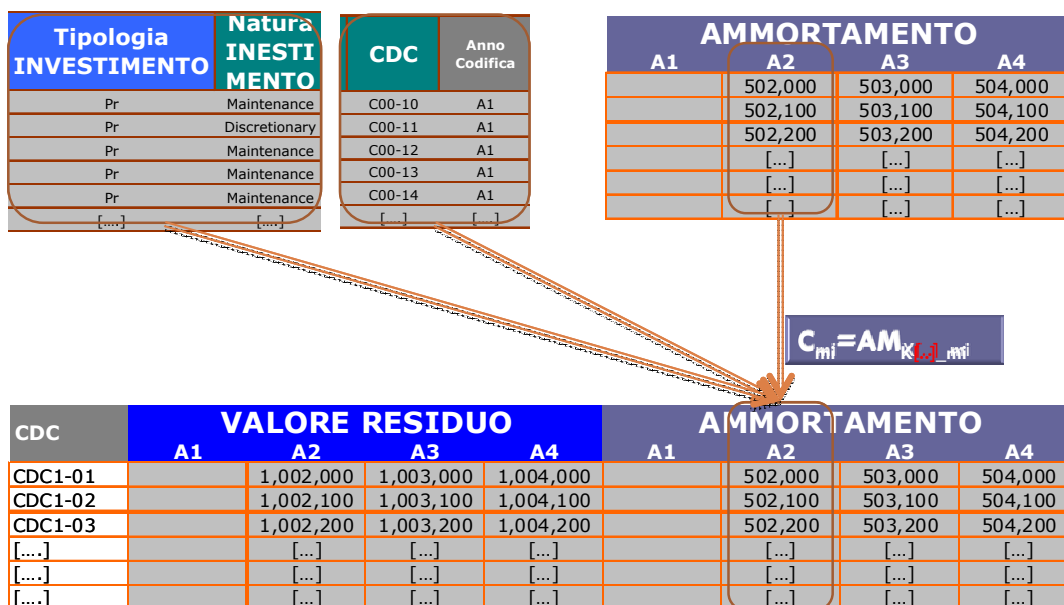 Tipologia INVESTIMENTO
Natura INESTI MENTO
Pr Maintenance
Pr Discretionary
Pr Maintenance
Pr Maintenance
Pr Maintenance
[....] [....]
CDC Anno Codifica
C00-10 A1
C00-11 A1
C00-12 A1
C00-13 A1
C00-14 A1
[....] [....]
AMMORTAMENTO
A1 A2 A3 A4
502,000 503,000 504,000
502,100 503,100 504,100
502,200 503,200 504,200
[...] [...] [...]
[...] [...] [...]
[...] [...] [...]
C mi =AM
CDC VALORE RESIDUO AMMORTAMENTO
A1 A2 A3 A4 A1 A2 A3 A4
CDC1-01 1,002,000 1,003,000 1,004,000 502,000 503,000 504,000
CDC1-02 1,002,100 1,003,100 1,004,100 502,100 503,100 504,100
CDC1-03 1,002,200 1,003,200 1,004,200 502,200 503,200 504,200
[....] [...] [...] [...] [...] [...] [...]
[....] [...] [...] [...] [...] [...] [...]
[....] [...] [...] [...] [...] [...] [...]